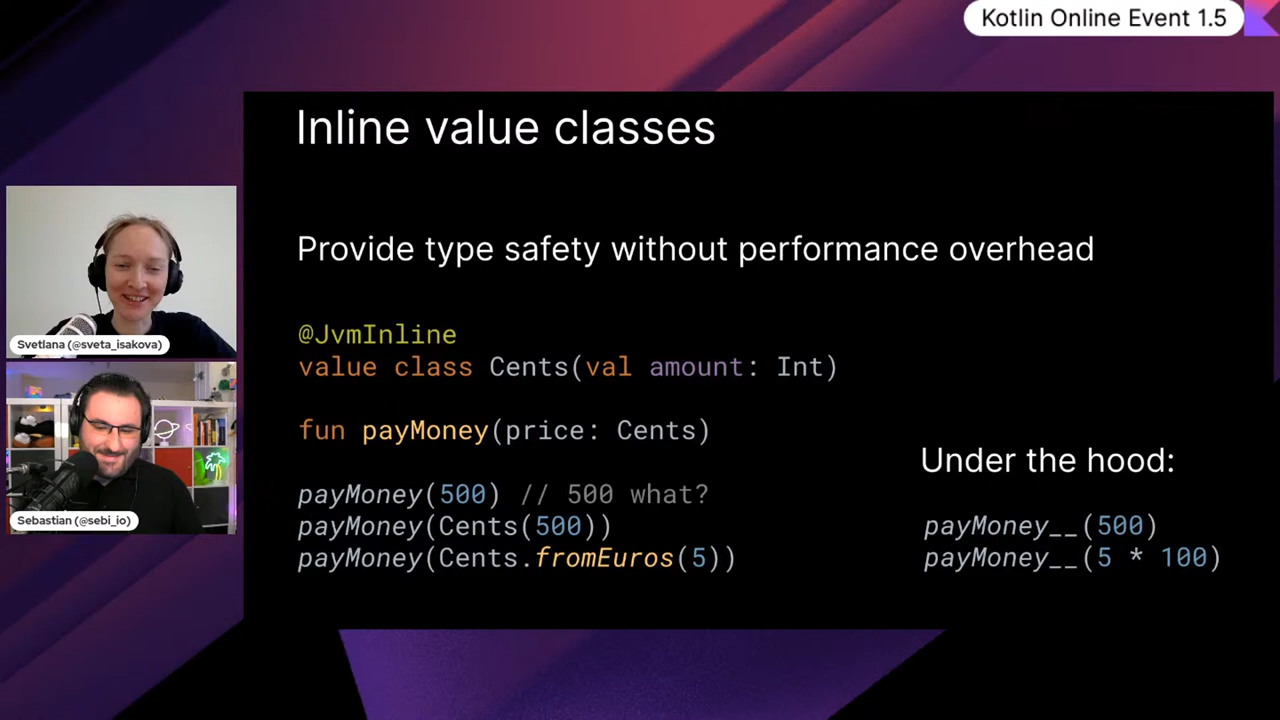 Kotlin Online Event 1.5
Inline value classes
Provide type safety without performance overhead
@JvmInline
value class Cents(val amount: Int)
fun payMoney(price: Cents)
payMoney(500) // 500 what?
payMoney(Cents(500))
payMoney(Cents.fromEuros(5))
Under the hood:
payMoney__(500)
payMoney__(5 * 100)
Svetlana (@sveta_isakova)
Sebastian (@sebi_io)